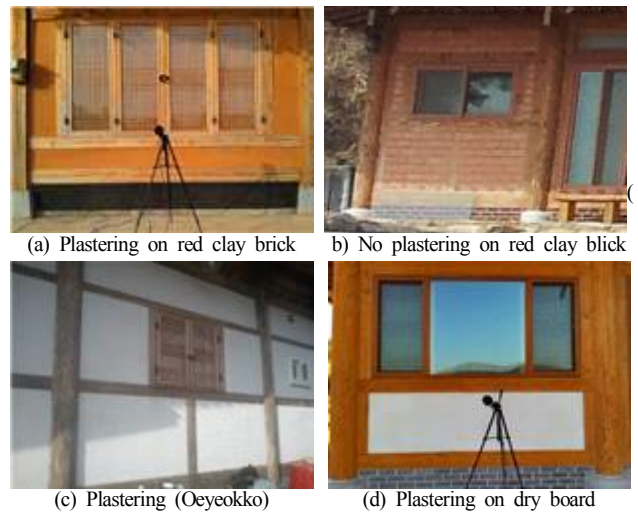 (a) Plastering on red clay brick
(b) No plastering on red clay blick
(c) Plastering (Oeyeokko)
(d) Plastering on dry board